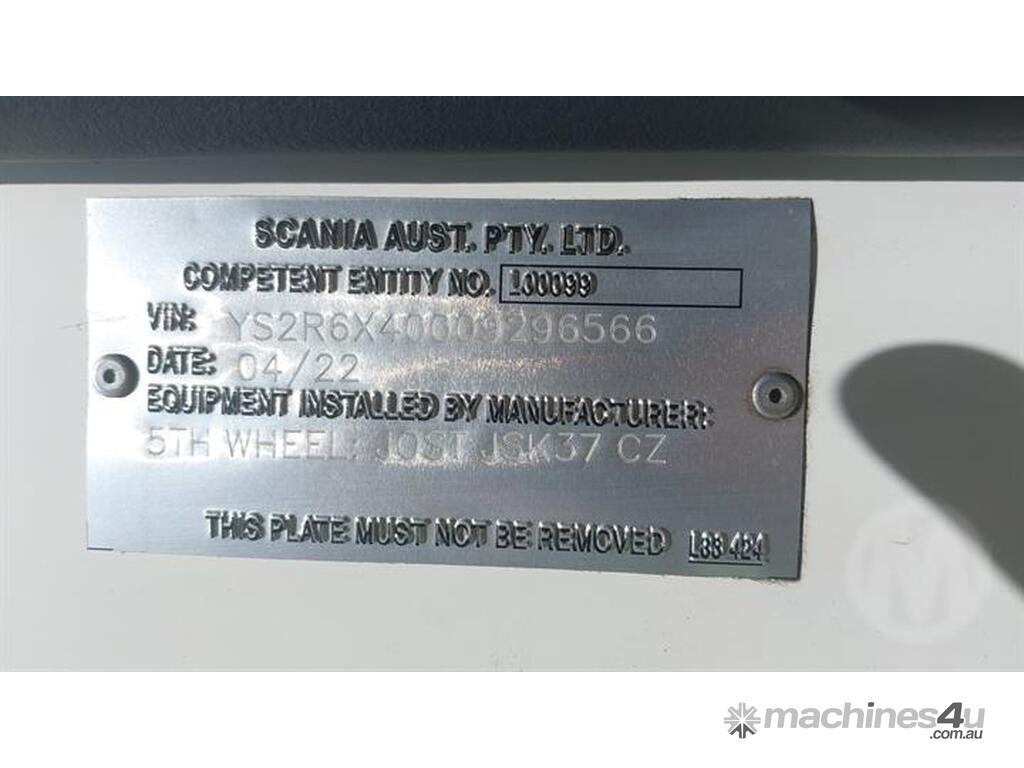 SCANIA AUST. PTY. LTD.
COMPETENT ENTITY NO. L00099
VIN: YS2R6X40009296566
DATE: 04/22
EQUIPMENT INSTALLED BY MANUFACTURER:
5TH WHEEL: JOST JSK37 CZ
THIS PLATE MUST NOT BE REMOVED L33 424
M
machines4u
.com.au